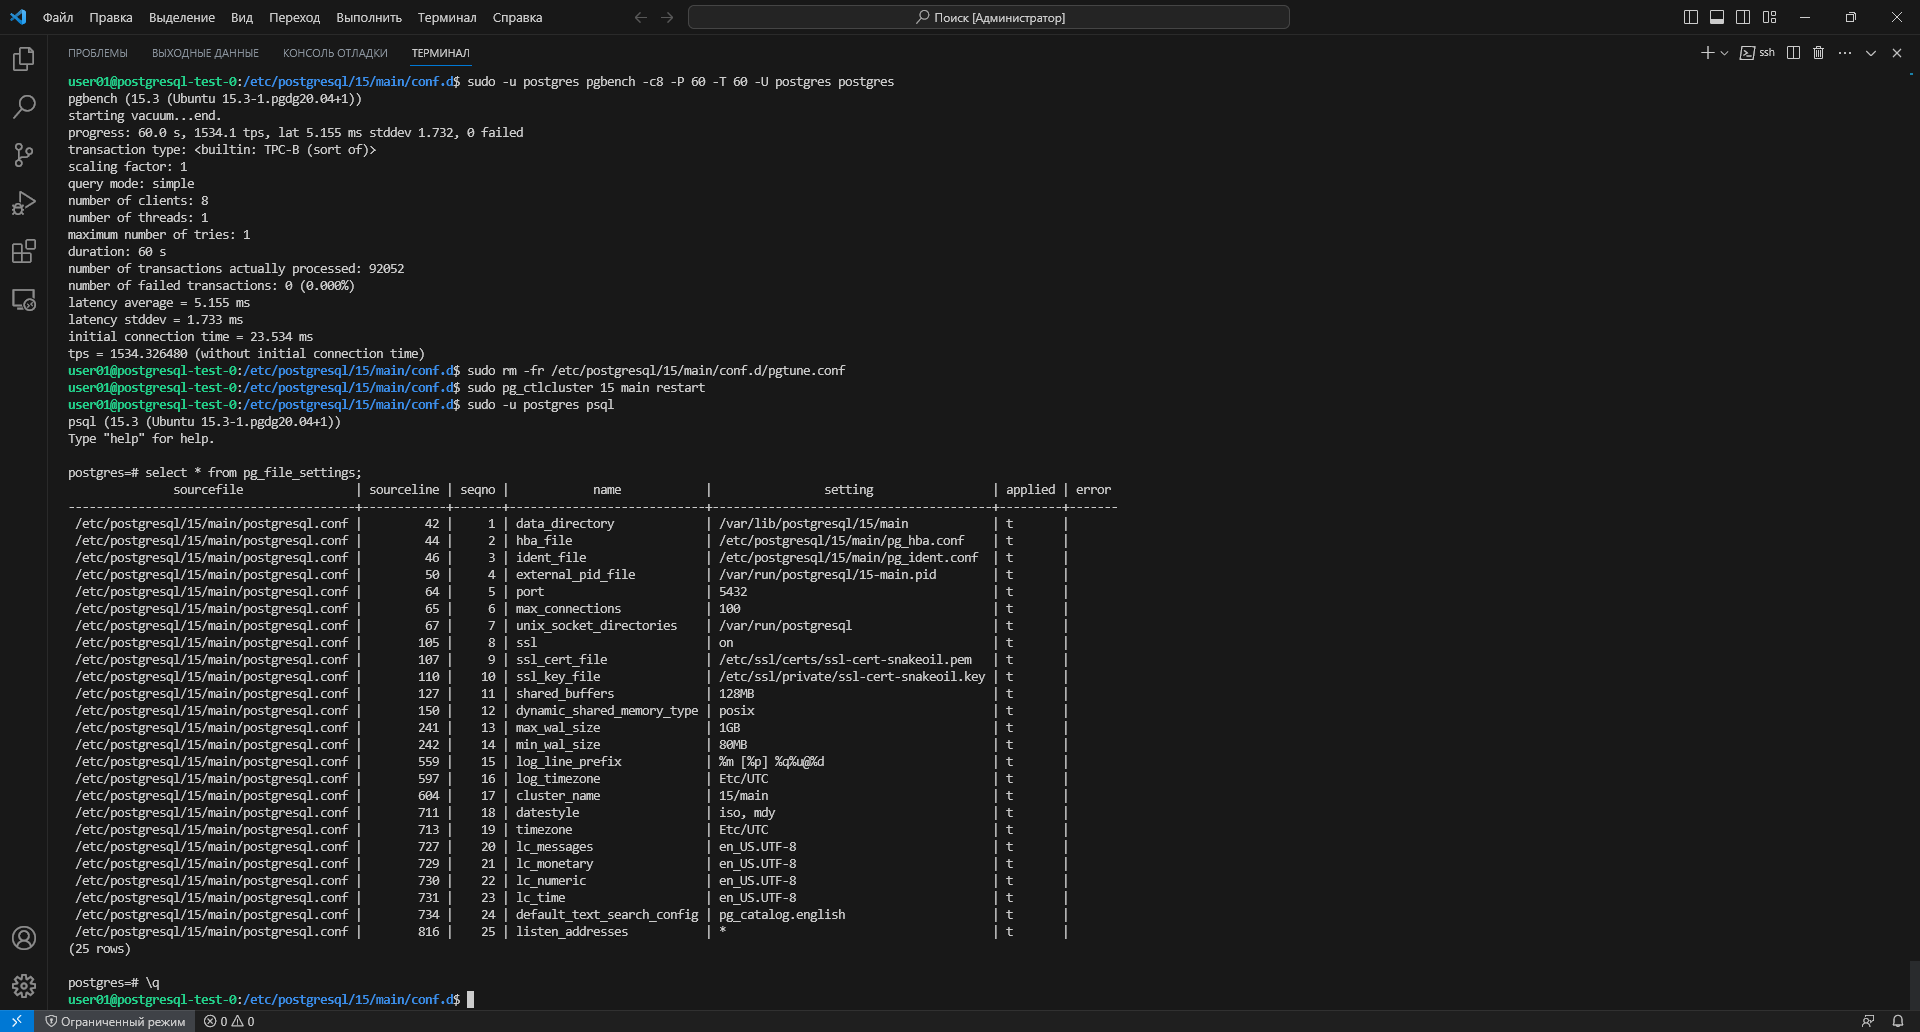 Файл Правка Выделение Вид Переход Выполнить Терминал Справка Поиск [Администратор]
ПРОБЛЕМЫ ВЫХОДНЫЕ ДАННЫЕ КОНСОЛЬ ОТЛАДКИ ТЕРМИНАЛ ssh
user01@postgresql-test-0:/etc/postgresql/15/main/conf.d$ sudo -u postgres pgbench -c8 -P 60 -T 60 -U postgres postgres
pgbench (15.3 (Ubuntu 15.3-1.pgdg20.04+1))
starting vacuum...end.
progress: 60.0 s, 1534.1 tps, lat 5.155 ms stddev 1.732, 0 failed
transaction type: <builtin: TPC-B (sort of)>
scaling factor: 1
query mode: simple
number of clients: 8
number of threads: 1
maximum number of tries: 1
duration: 60 s
number of transactions actually processed: 92052
number of failed transactions: 0 (0.000%)
latency average = 5.155 ms
latency stddev = 1.733 ms
initial connection time = 23.534 ms
tps = 1534.326480 (without initial connection time)
user01@postgresql-test-0:/etc/postgresql/15/main/conf.d$ sudo rm -fr /etc/postgresql/15/main/conf.d/pgtune.conf
user01@postgresql-test-0:/etc/postgresql/15/main/conf.d$ sudo pg_ctlcluster 15 main restart
user01@postgresql-test-0:/etc/postgresql/15/main/conf.d$ sudo -u postgres psql
psql (15.3 (Ubuntu 15.3-1.pgdg20.04+1))
Type "help" for help.
postgres=# select * from pg_file_settings;
sourcefile | sourceline | seqno | name | setting | applied | error
-----------------------------------------+------------+-------+----------------------------+----------------------------------------+---------+-------
/etc/postgresql/15/main/postgresql.conf | 42 | 1 | data_directory | /var/lib/postgresql/15/main | t |
/etc/postgresql/15/main/postgresql.conf | 44 | 2 | hba_file | /etc/postgresql/15/main/pg_hba.conf | t |
/etc/postgresql/15/main/postgresql.conf | 46 | 3 | ident_file | /etc/postgresql/15/main/pg_ident.conf | t |
/etc/postgresql/15/main/postgresql.conf | 50 | 4 | external_pid_file | /var/run/postgresql/15-main.pid | t |
/etc/postgresql/15/main/postgresql.conf | 64 | 5 | port | 5432 | t |
/etc/postgresql/15/main/postgresql.conf | 65 | 6 | max_connections | 100 | t |
/etc/postgresql/15/main/postgresql.conf | 67 | 7 | unix_socket_directories | /var/run/postgresql | t |
/etc/postgresql/15/main/postgresql.conf | 105 | 8 | ssl | on | t |
/etc/postgresql/15/main/postgresql.conf | 107 | 9 | ssl_cert_file | /etc/ssl/certs/ssl-cert-snakeoil.pem | t |
/etc/postgresql/15/main/postgresql.conf | 110 | 10 | ssl_key_file | /etc/ssl/private/ssl-cert-snakeoil.key | t |
/etc/postgresql/15/main/postgresql.conf | 127 | 11 | shared_buffers | 128MB | t |
/etc/postgresql/15/main/postgresql.conf | 150 | 12 | dynamic_shared_memory_type | posix | t |
/etc/postgresql/15/main/postgresql.conf | 241 | 13 | max_wal_size | 1GB | t |
/etc/postgresql/15/main/postgresql.conf | 242 | 14 | min_wal_size | 80MB | t |
/etc/postgresql/15/main/postgresql.conf | 559 | 15 | log_line_prefix | %m [%p] %q%u@%d | t |
/etc/postgresql/15/main/postgresql.conf | 597 | 16 | log_timezone | Etc/UTC | t |
/etc/postgresql/15/main/postgresql.conf | 604 | 17 | cluster_name | 15/main | t |
/etc/postgresql/15/main/postgresql.conf | 711 | 18 | datestyle | iso, mdy | t |
/etc/postgresql/15/main/postgresql.conf | 713 | 19 | timezone | Etc/UTC | t |
/etc/postgresql/15/main/postgresql.conf | 727 | 20 | lc_messages | en_US.UTF-8 | t |
/etc/postgresql/15/main/postgresql.conf | 729 | 21 | lc_monetary | en_US.UTF-8 | t |
/etc/postgresql/15/main/postgresql.conf | 730 | 22 | lc_numeric | en_US.UTF-8 | t |
/etc/postgresql/15/main/postgresql.conf | 731 | 23 | lc_time | en_US.UTF-8 | t |
/etc/postgresql/15/main/postgresql.conf | 734 | 24 | default_text_search_config | pg_catalog.english | t |
/etc/postgresql/15/main/postgresql.conf | 816 | 25 | listen_addresses | * | t |
(25 rows)
postgres=# \q
user01@postgresql-test-0:/etc/postgresql/15/main/conf.d$
Ограниченный режим 0 0